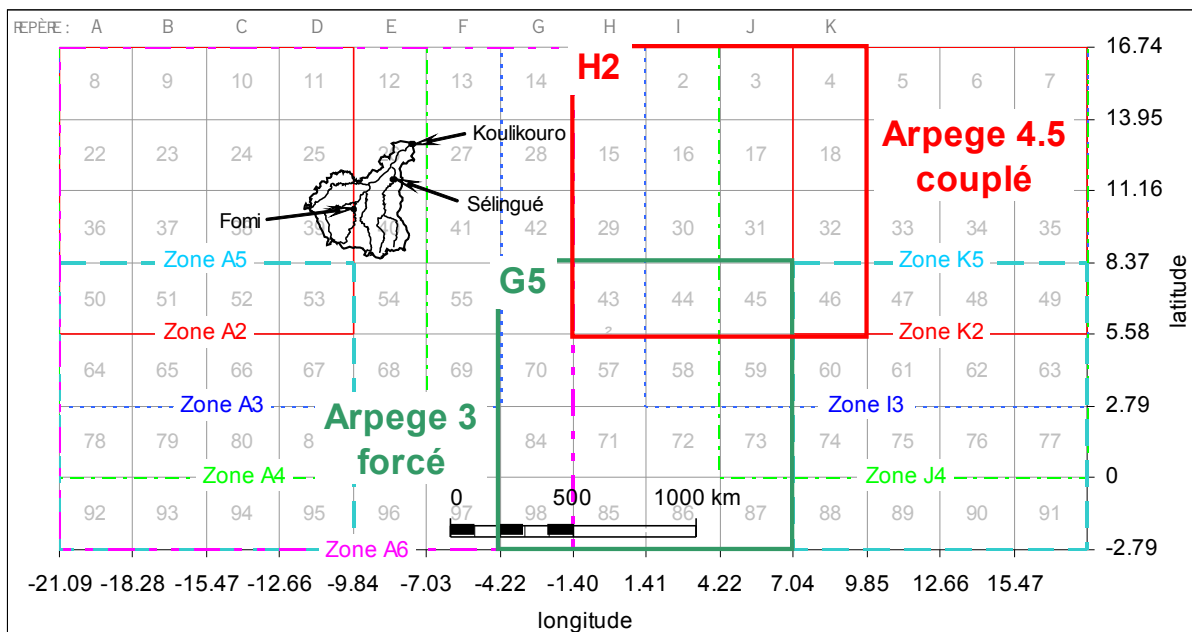 REPÈRE : A B C D E F G H I J K
H2
16.74
8 9 10 11 12 13 14 2 3 4 5 6 7
Arpege 4.5
couplé
13.95
Koulikouro
22 23 24 25 27 28 15 16 17 18
11.16
Sélingué
Fomi
36 37 38 40 41 42 29 30 31 32 33 34 35
Zone A5 Zone K5 8.37
G5
50 51 52 53 54 55 43 44 45 46 47 48 49
2
Zone A2 Zone K2 5.58
latitude
64 65 66 67 68 69 70 57 58 59 60 61 62 63
Zone A3 Zone I3 2.79
Arpege 3
forcé
78 79 80 8 84 71 72 73 74 75 76 77
Zone A4 Zone J4 0
0 500 1000 km
92 93 94 95 96 97 98 85 86 87 88 89 90 91
Zone A6 -2.79
-21.09 -18.28 -15.47 -12.66 -9.84 -7.03 -4.22 -1.40 1.41 4.22 7.04 9.85 12.66 15.47
longitude